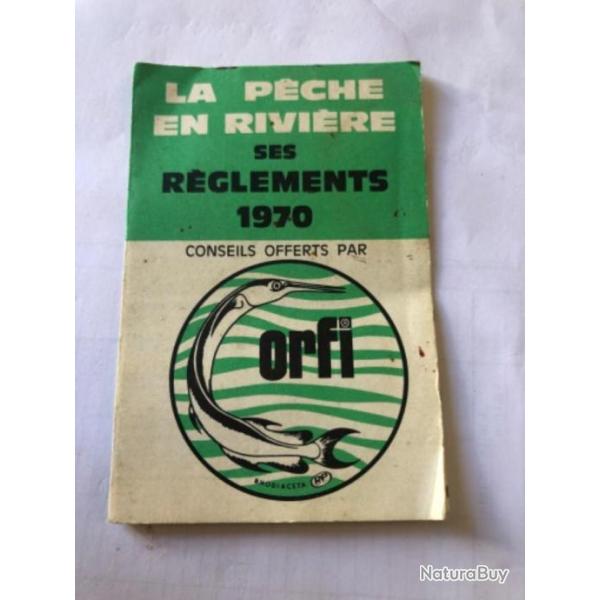 LA PÊCHE
EN RIVIÈRE
SES
RÈGLEMENTS
1970
CONSEILS OFFERTS PAR
orfi
RHODIACETA
NaturaBuy